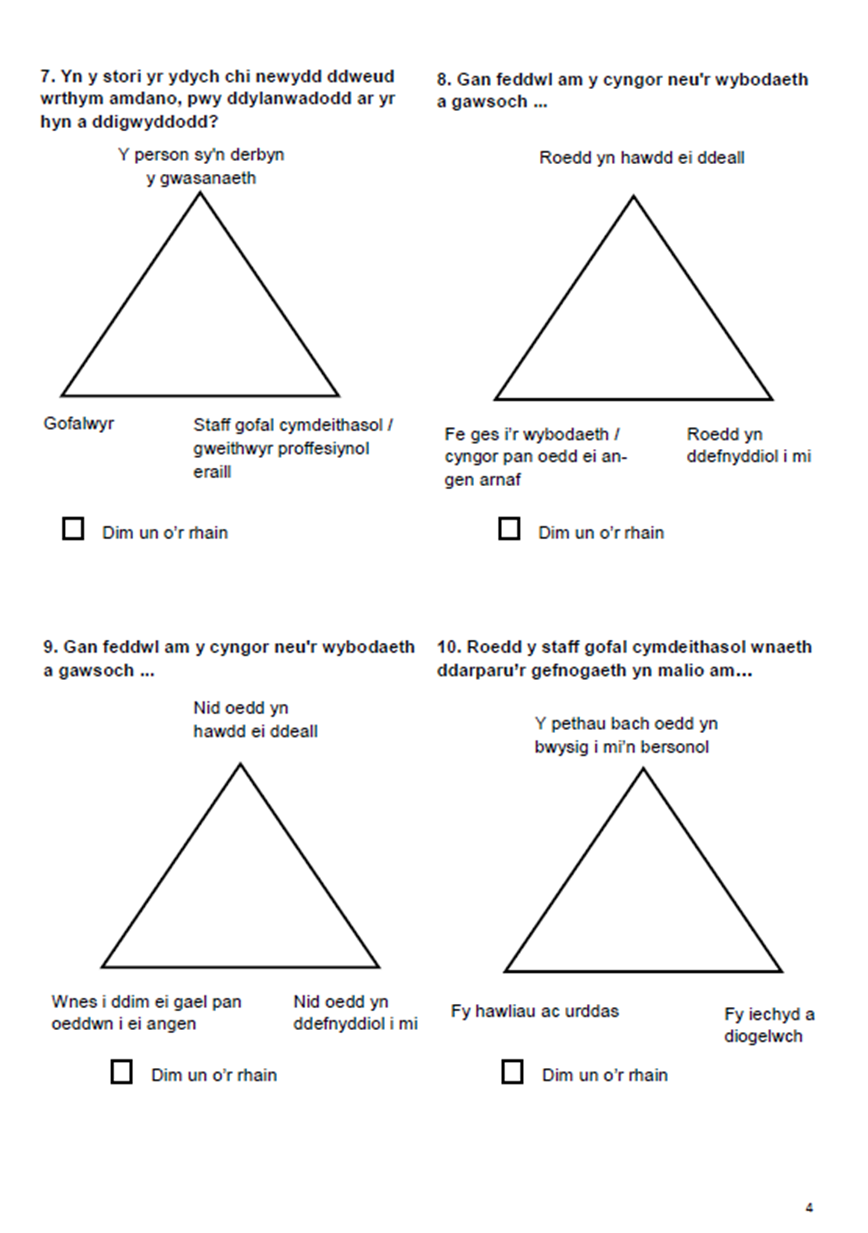 7. Yn y stori yr ydych chi newydd ddweud
wrthym amdano, pwy ddylanwadodd ar yr
hyn a ddigwyddodd?
Y person sy'n derbyn
y gwasanaeth
Gofalwyr
Staff gofal cymdeithasol /
gweithwyr proffesiynol
eraill
Dim un o'r rhain
8. Gan feddwl am y cyngor neu'r wybodaeth
a gawsoch ...
Roedd yn hawdd ei ddeall
Fe ges i'r wybodaeth /
cyngor pan oedd ei an-
gen arnaf
Roedd yn
ddefnyddiol i mi
Dim un o'r rhain
9. Gan feddwl am y cyngor neu'r wybodaeth
a gawsoch ...
Nid oedd yn
hawdd ei ddeall
Wnes i ddim ei gael pan
oeddwn i ei angen
Nid oedd yn
ddefnyddiol i mi
Dim un o'r rhain
10. Roedd y staff gofal cymdeithasol wnaeth
ddarparu'r gefnogaeth yn malio am...
Y pethau bach oedd yn
bwysig i mi'n bersonol
Fy hawliau ac urddas
Fy iechyd a
diogelwch
Dim un o'r rhain
4